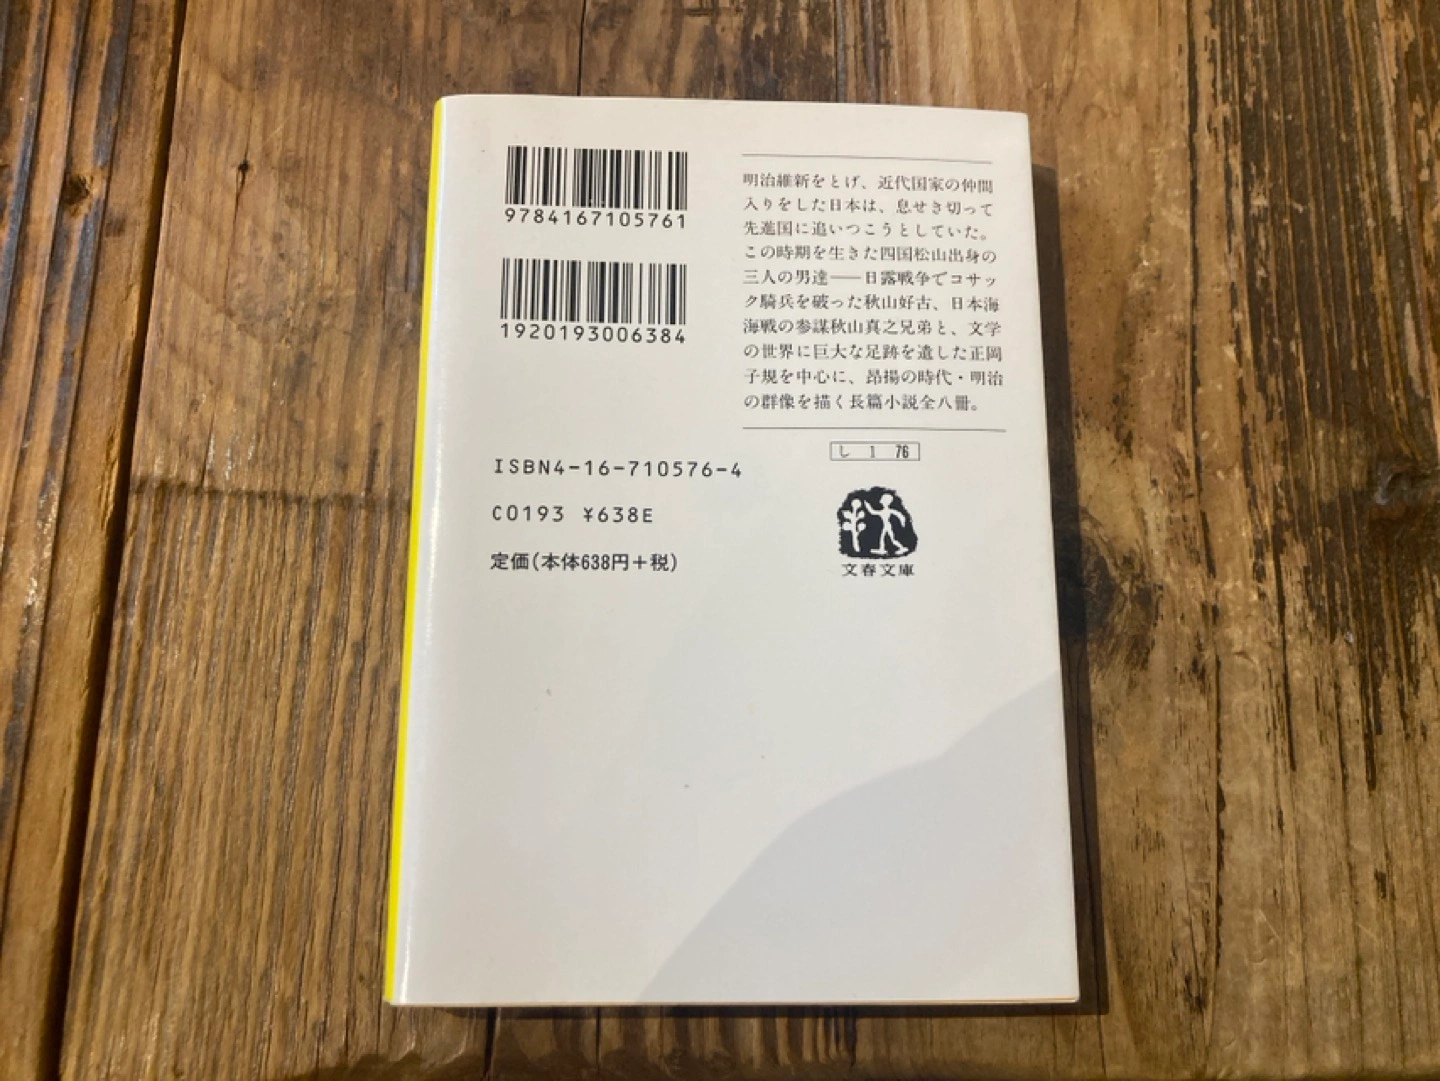 9784167105761
1920193006384
ISBN4-16-710576-4
C0193 ¥638E
定価(本体638円+税)
明治維新をとげ、近代国家の仲間
入りをした日本は、息せき切って
先進国に追いつこうとしていた。
この時期を生きた四国松山出身の
三人の男達――日露戦争でコサッ
ク騎兵を破った秋山好古、日本海
海戦の参謀秋山真之兄弟と、文学
の世界に巨大な足跡を遺した正岡
子規を中心に、昂揚の時代・明治
の群像を描く長篇小説全八冊。
し 1 76
文春文庫